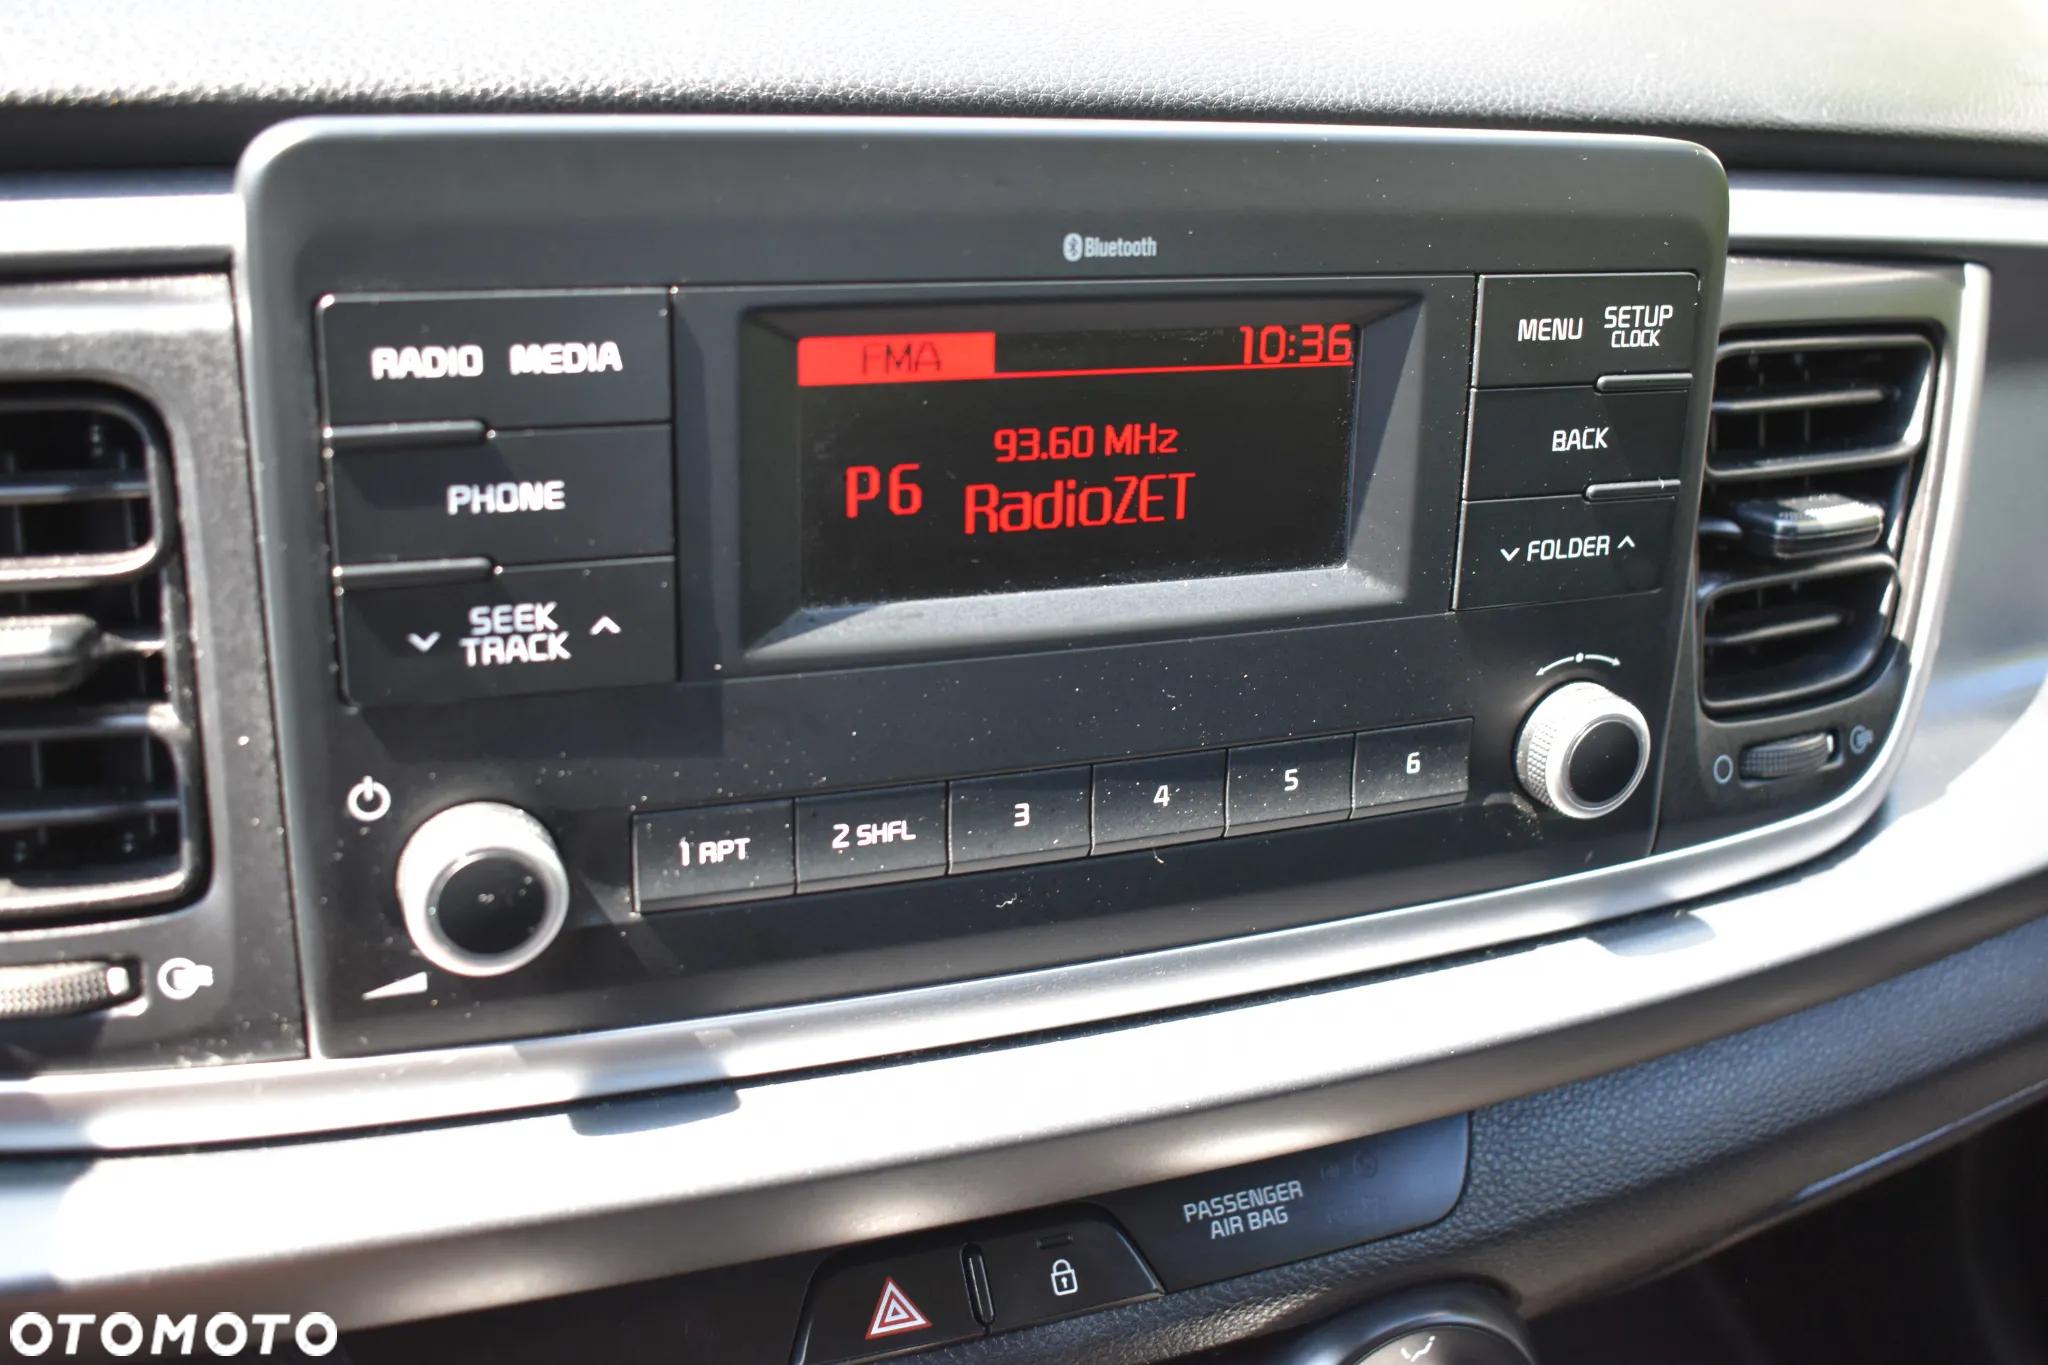 Bluetooth
RADIO MEDIA
FMA 10:36
MENU SETUP
CLOCK
93.60 MHz
P6 RadioZET
PHONE
BACK
SEEK
TRACK
FOLDER
1 RPT 2 SHFL 3 4 5 6
PASSENGER
AIR BAG
OTOMOTO